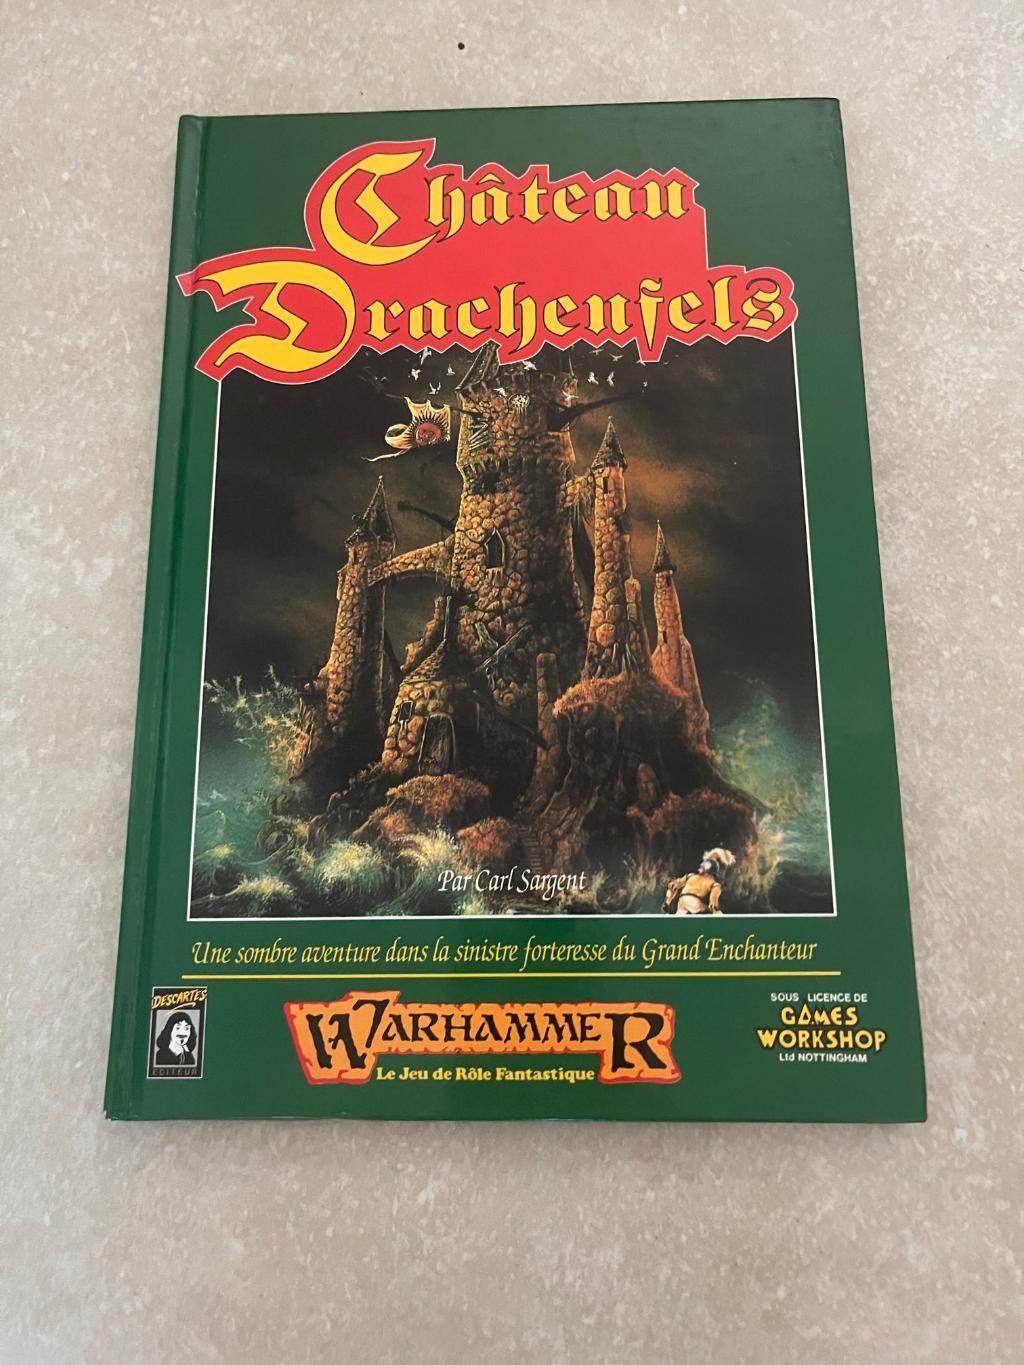 Château
Drachenfels
Par Carl Sargent
Une sombre aventure dans la sinistre forteresse du Grand Enchanteur
DESCARTES
EDITEUR
WARHAMMER
Le Jeu de Rôle Fantastique
SOUS LICENCE DE
GAMES
WORKSHOP
Ltd NOTTINGHAM